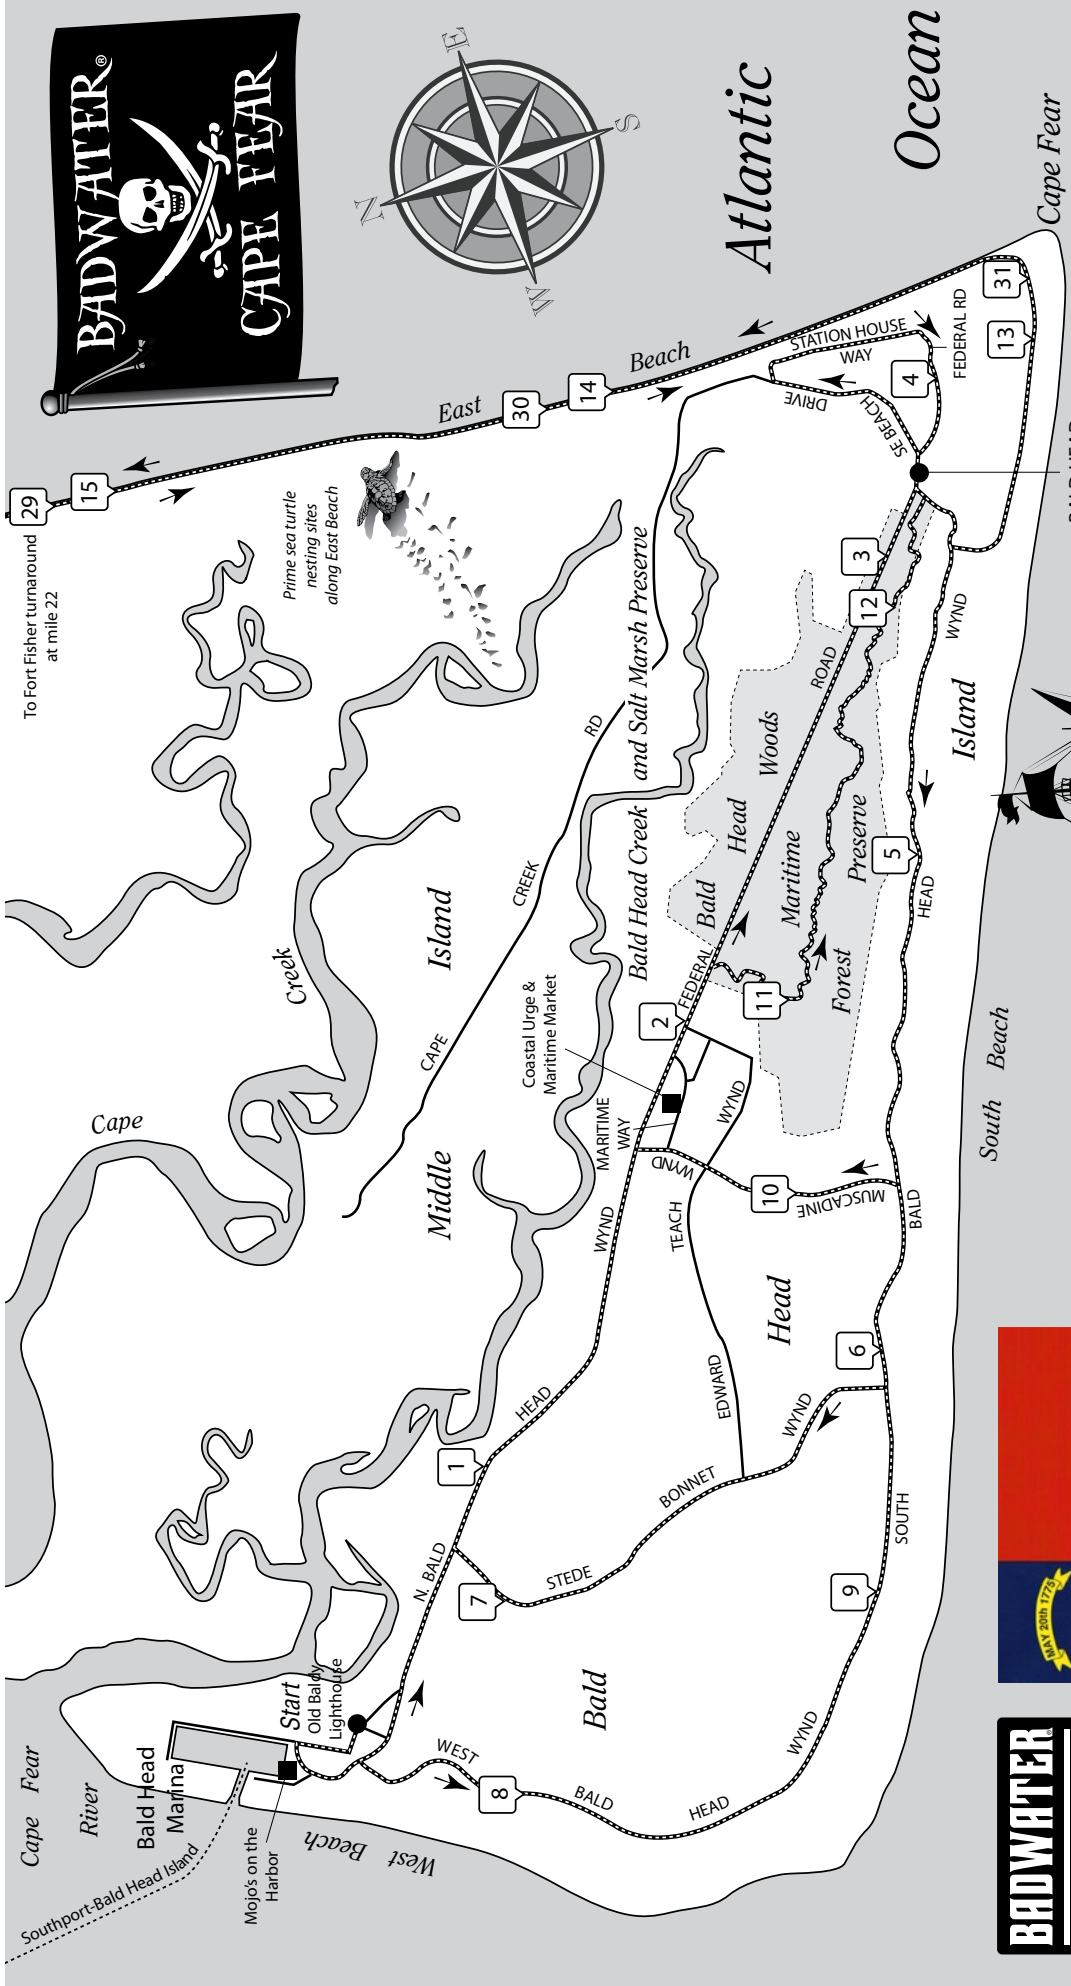 BADWATER®
CAPE FEAR
N
E
S
W
Atlantic
Ocean
Cape Fear
East Beach
29
15
30
14
31
13
To Fort Fisher turnaround
at mile 22
Prime sea turtle
nesting sites
along East Beach
STATION HOUSE
WAY
FEDERAL RD
4
SE BEACH
DRIVE
3
12
Bald Head Creek and Salt Marsh Preserve
CAPE CREEK RD
Cape Creek
Middle Island
Coastal Urge &
Maritime Market
MARITIME
WAY
2
FEDERAL ROAD
Bald Head Woods
Maritime
Forest Preserve
11
5
WYND
WYND
10
MUSCADINE
TEACH
EDWARD
N. BALD HEAD WYND
1
7
STEDE BONNET WYND
6
9
SOUTH BALD HEAD WYND
Bald Head Island
South Beach
8
WEST BALD HEAD WYND
Start
Old Baldy
Lighthouse
Bald Head
Marina
Mojo's on the
Harbor
West Beach
Cape Fear
River
Southport-Bald Head Island
MAY 20th 1775
BADWATER